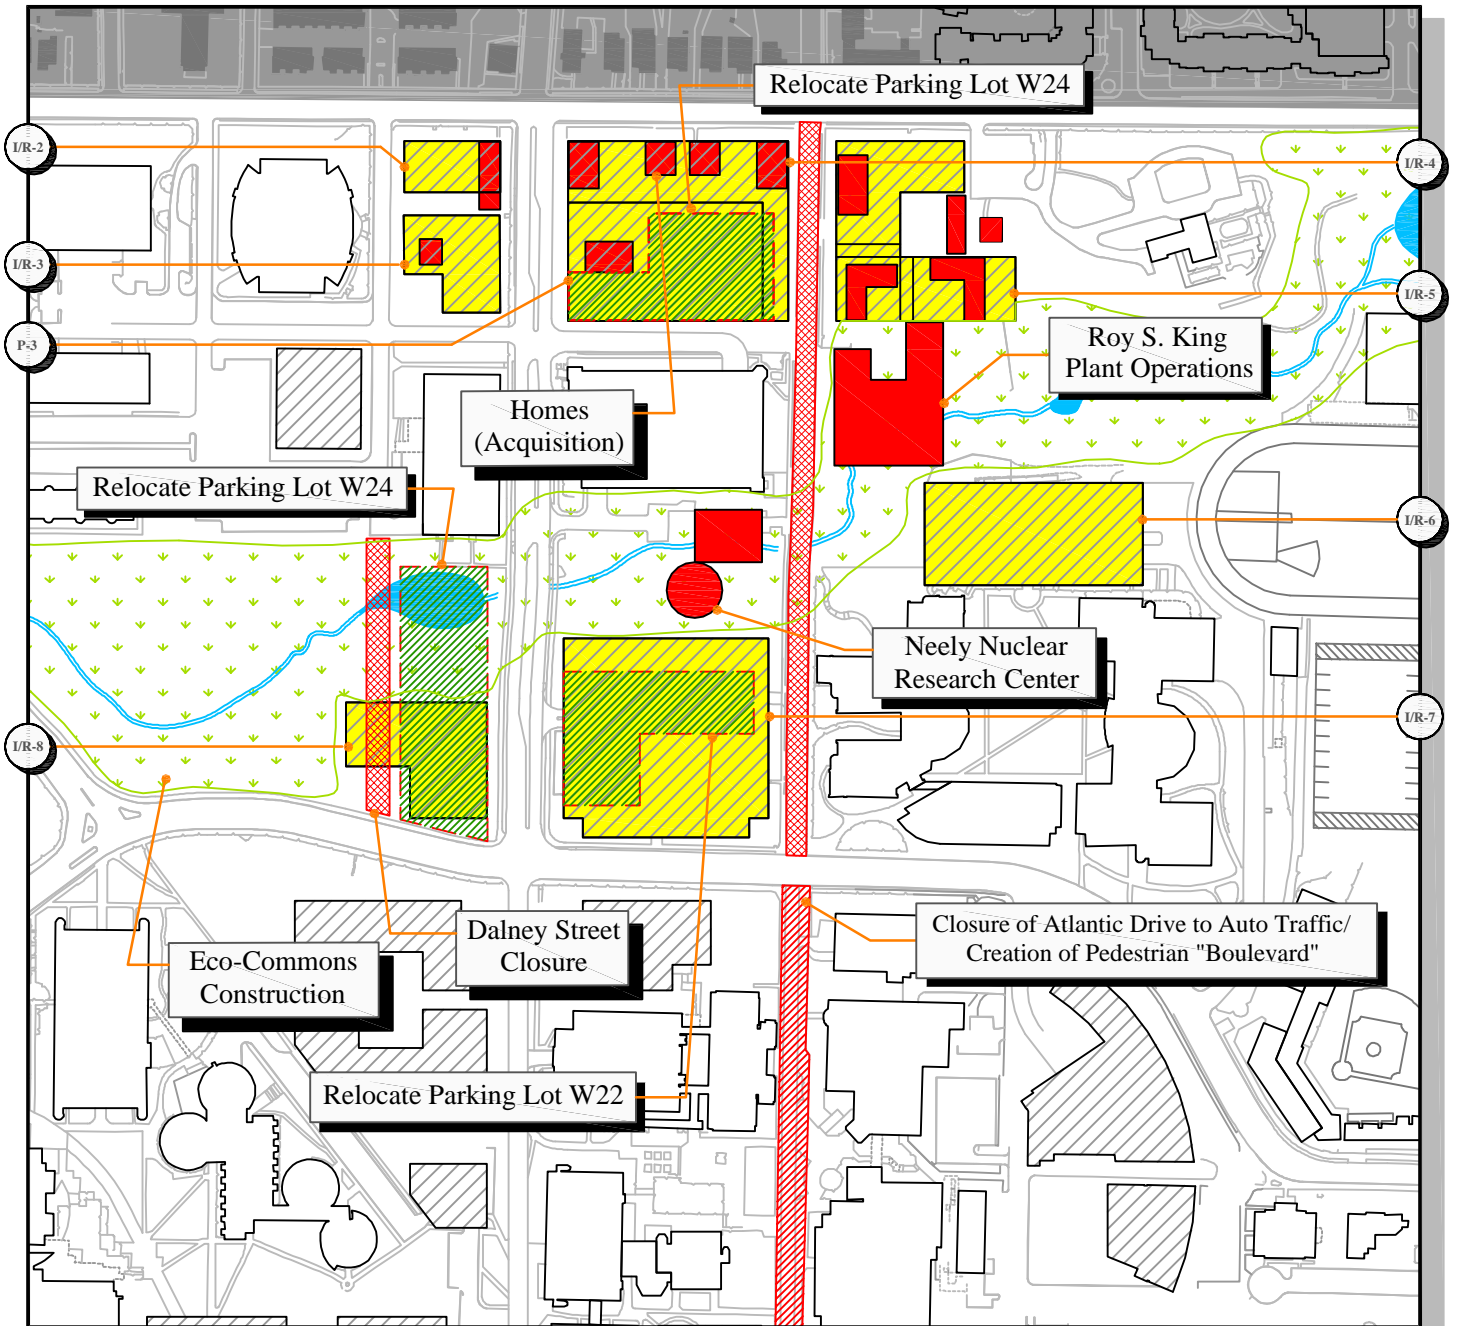 Relocate Parking Lot W24
I/R-2
I/R-4
I/R-3
I/R-5
P-3
Roy S. King
Plant Operations
Homes
(Acquisition)
Relocate Parking Lot W24
I/R-6
Neely Nuclear
Research Center
I/R-7
I/R-8
Dalney Street
Closure
Closure of Atlantic Drive to Auto Traffic/
Creation of Pedestrian "Boulevard"
Eco-Commons
Construction
Relocate Parking Lot W22